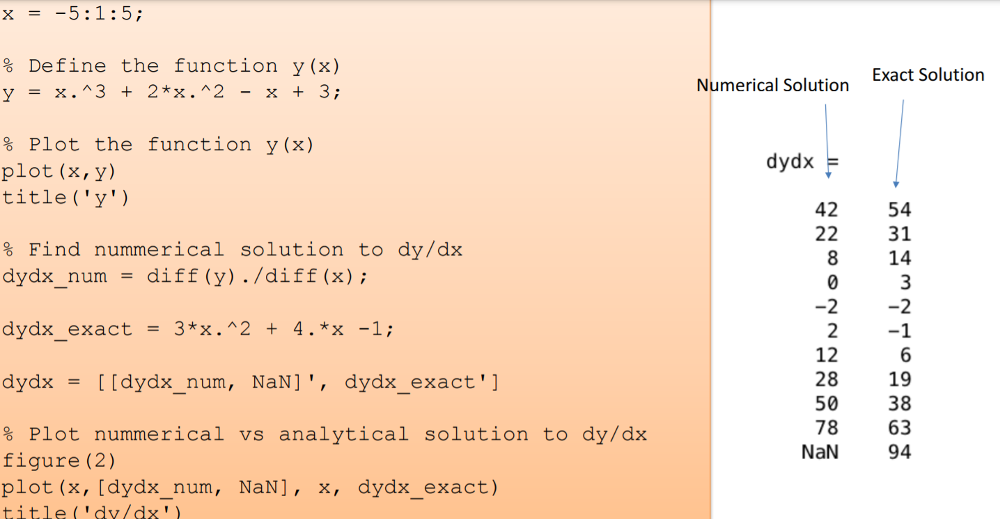 x = -5:1:5;
% Define the function y(x)
y = x.^3 + 2*x.^2 - x + 3;
% Plot the function y(x)
plot(x,y)
title('y')
% Find nummerical solution to dy/dx
dydx_num = diff(y)./diff(x);
dydx_exact = 3*x.^2 + 4.*x -1;
dydx = [[dydx_num, NaN]', dydx_exact']
% Plot nummerical vs analytical solution to dy/dx
figure(2)
plot(x,[dydx_num, NaN], x, dydx_exact)
title('dy/dx')
Numerical Solution
Exact Solution
dydx =
42 54
22 31
8 14
0 3
-2 -2
2 -1
12 6
28 19
50 38
78 63
NaN 94